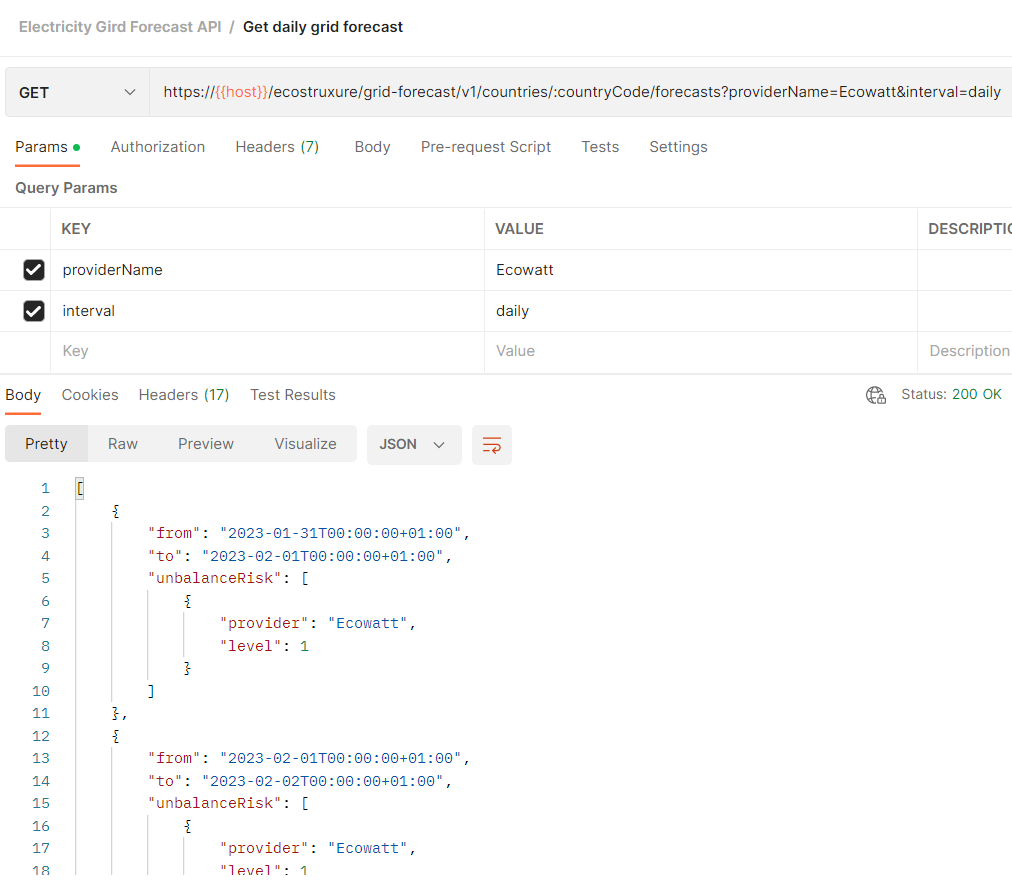 Electricity Gird Forecast API / Get daily grid forecast
GET https://{{host}}/ecostruxure/grid-forecast/v1/countries/:countryCode/forecasts?providerName=Ecowatt&interval=daily
Params Authorization Headers (7) Body Pre-request Script Tests Settings
Query Params
KEY VALUE DESCRIPTIO
providerName Ecowatt
interval daily
Key Value Description
Body Cookies Headers (17) Test Results Status: 200 OK
Pretty Raw Preview Visualize JSON
1 [
2 {
3 "from": "2023-01-31T00:00:00+01:00",
4 "to": "2023-02-01T00:00:00+01:00",
5 "unbalanceRisk": [
6 {
7 "provider": "Ecowatt",
8 "level": 1
9 }
10 ]
11 },
12 {
13 "from": "2023-02-01T00:00:00+01:00",
14 "to": "2023-02-02T00:00:00+01:00",
15 "unbalanceRisk": [
16 {
17 "provider": "Ecowatt",
18 "level": 1